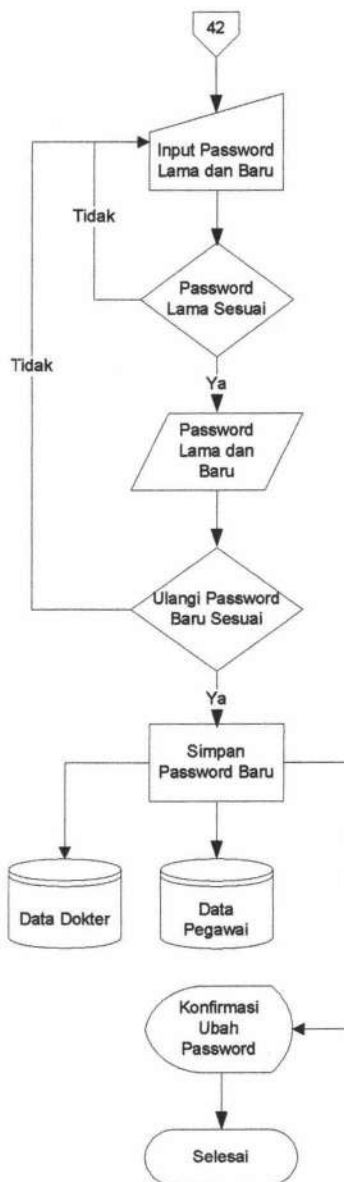 42
Input Password
Lama dan Baru
Tidak
Password
Lama Sesuai
Tidak
Ya
Password
Lama dan
Baru
Ulangi Password
Baru Sesuai
Ya
Simpan
Password Baru
Data Dokter
Data
Pegawai
Konfirmasi
Ubah
Password
Selesai